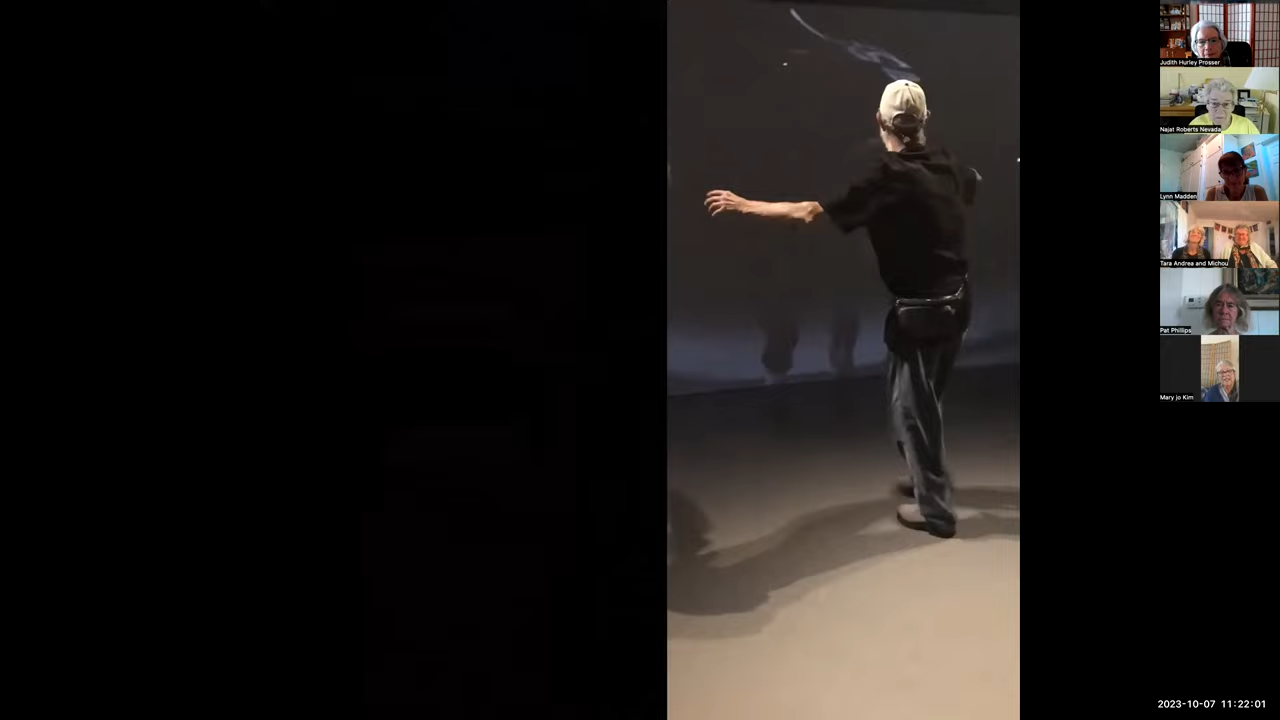 Judith Hurley Prosser
Najat Roberts Nevada
Lynn Madden
Tara Andrea and Michou
Pat Phillips
Mary jo Kim
2023-10-07 11:22:01